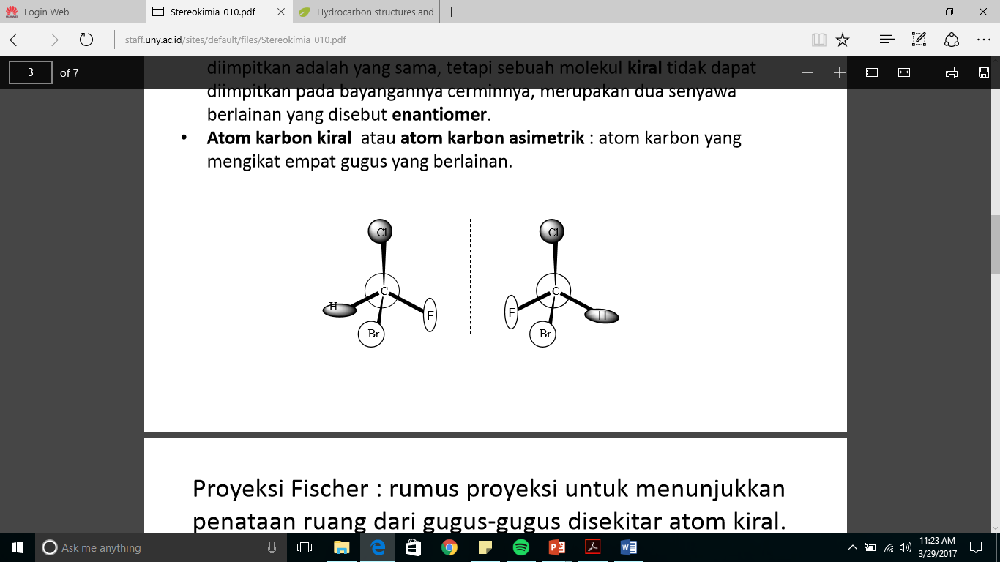 Login Web
Stereokimia-010.pdf
Hydrocarbon structures and
staff.uny.ac.id/sites/default/files/Stereokimia-010.pdf
3 of 7
diimpitkan adalah yang sama, tetapi sebuah molekul kiral tidak dapat
diimpitkan pada bayangannya cerminnya, merupakan dua senyawa
berlainan yang disebut enantiomer.
• Atom karbon kiral atau atom karbon asimetrik : atom karbon yang
mengikat empat gugus yang berlainan.
Cl Cl
C C
H F F H
Br Br
Proyeksi Fischer : rumus proyeksi untuk menunjukkan
penataan ruang dari gugus-gugus disekitar atom kiral.
Ask me anything
11:23 AM
3/29/2017